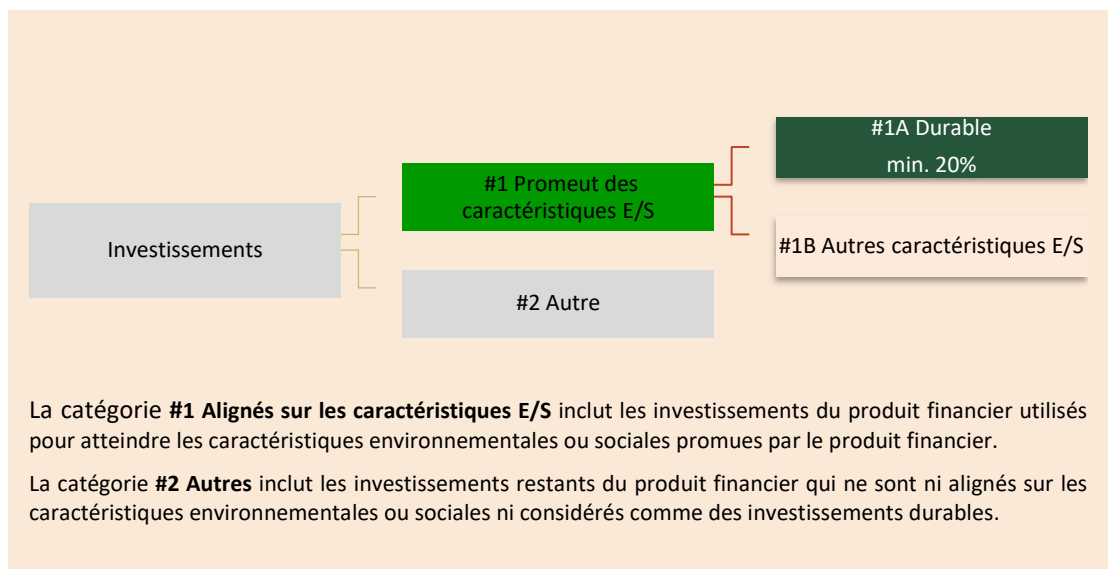 #1A Durable
min. 20%
#1 Promeut des
caractéristiques E/S
Investissements
#1B Autres caractéristiques E/S
#2 Autre
La catégorie #1 Alignés sur les caractéristiques E/S inclut les investissements du produit financier utilisés
pour atteindre les caractéristiques environnementales ou sociales promues par le produit financier.
La catégorie #2 Autres inclut les investissements restants du produit financier qui ne sont ni alignés sur les
caractéristiques environnementales ou sociales ni considérés comme des investissements durables.